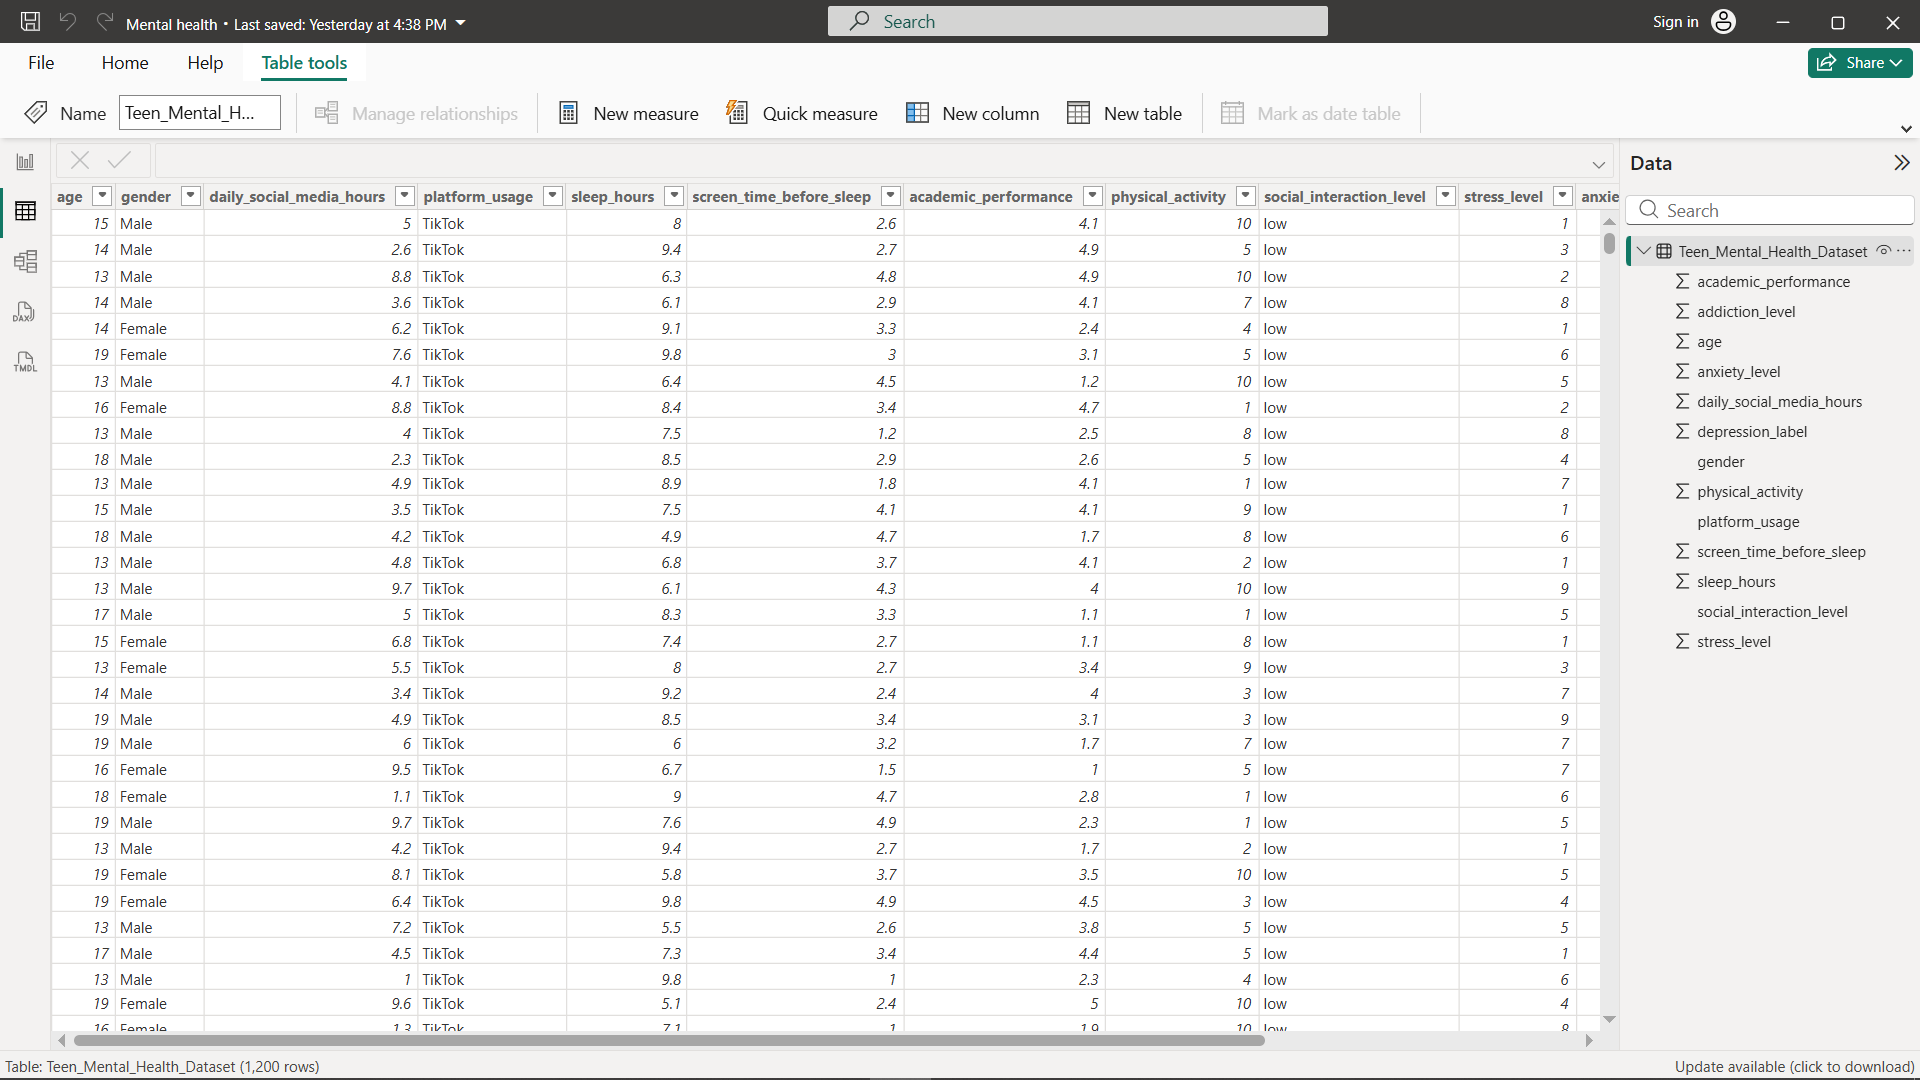 Mental health • Last saved: Yesterday at 4:38 PM
Search
Sign in
File Home Help Table tools
Share
Name Teen_Mental_H... Manage relationships New measure Quick measure New column New table Mark as date table
age gender daily_social_media_hours platform_usage sleep_hours screen_time_before_sleep academic_performance physical_activity social_interaction_level stress_level anxie
15 Male 5 TikTok 8 2.6 4.1 10 low 1
14 Male 2.6 TikTok 9.4 2.7 4.9 5 low 3
13 Male 8.8 TikTok 6.3 4.8 4.9 10 low 2
14 Male 3.6 TikTok 6.1 2.9 4.1 7 low 8
14 Female 6.2 TikTok 9.1 3.3 2.4 4 low 1
19 Female 7.6 TikTok 9.8 3 3.1 5 low 6
13 Male 4.1 TikTok 6.4 4.5 1.2 10 low 5
16 Female 8.8 TikTok 8.4 3.4 4.7 1 low 2
13 Male 4 TikTok 7.5 1.2 2.5 8 low 8
18 Male 2.3 TikTok 8.5 2.9 2.6 5 low 4
13 Male 4.9 TikTok 8.9 1.8 4.1 1 low 7
15 Male 3.5 TikTok 7.5 4.1 4.1 9 low 1
18 Male 4.2 TikTok 4.9 4.7 1.7 8 low 6
13 Male 4.8 TikTok 6.8 3.7 4.1 2 low 1
13 Male 9.7 TikTok 6.1 4.3 4 10 low 9
17 Male 5 TikTok 8.3 3.3 1.1 1 low 5
15 Female 6.8 TikTok 7.4 2.7 1.1 8 low 1
13 Female 5.5 TikTok 8 2.7 3.4 9 low 3
14 Male 3.4 TikTok 9.2 2.4 4 3 low 7
19 Male 4.9 TikTok 8.5 3.4 3.1 3 low 9
19 Male 6 TikTok 6 3.2 1.7 7 low 7
16 Female 9.5 TikTok 6.7 1.5 1 5 low 7
18 Female 1.1 TikTok 9 4.7 2.8 1 low 6
19 Male 9.7 TikTok 7.6 4.9 2.3 1 low 5
13 Male 4.2 TikTok 9.4 2.7 1.7 2 low 1
19 Female 8.1 TikTok 5.8 3.7 3.5 10 low 5
19 Female 6.4 TikTok 9.8 4.9 4.5 3 low 4
13 Male 7.2 TikTok 5.5 2.6 3.8 5 low 5
17 Male 4.5 TikTok 7.3 3.4 4.4 5 low 1
13 Male 1 TikTok 9.8 1 2.3 4 low 6
19 Female 9.6 TikTok 5.1 2.4 5 10 low 4
16 Female 1.3 TikTok 7.1 1 1.9 10 low 8
Data
Search
Teen_Mental_Health_Dataset
academic_performance
addiction_level
age
anxiety_level
daily_social_media_hours
depression_label
gender
physical_activity
platform_usage
screen_time_before_sleep
sleep_hours
social_interaction_level
stress_level
DAX
TMDL
Table: Teen_Mental_Health_Dataset (1,200 rows)
Update available (click to download)